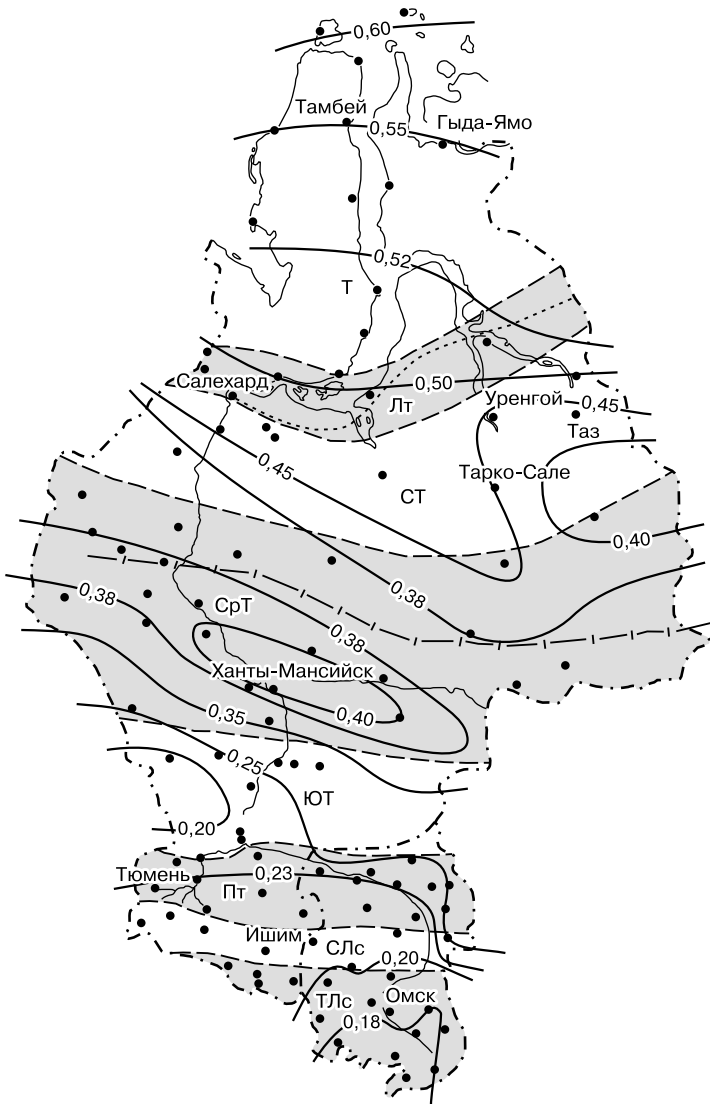 0,60
Тамбей
0,55
Гыда-Ямо
0,52
Т
0,50
Салехард
Лт
Уренгой
0,45
Таз
0,45
Тарко-Сале
СТ
0,40
0,38
0,38
СрТ
0,38
Ханты-Мансийск
0,40
0,35
0,25
ЮТ
0,20
Тюмень
0,23
Пт
Ишим
СЛс
0,20
ТЛс
Омск
0,18